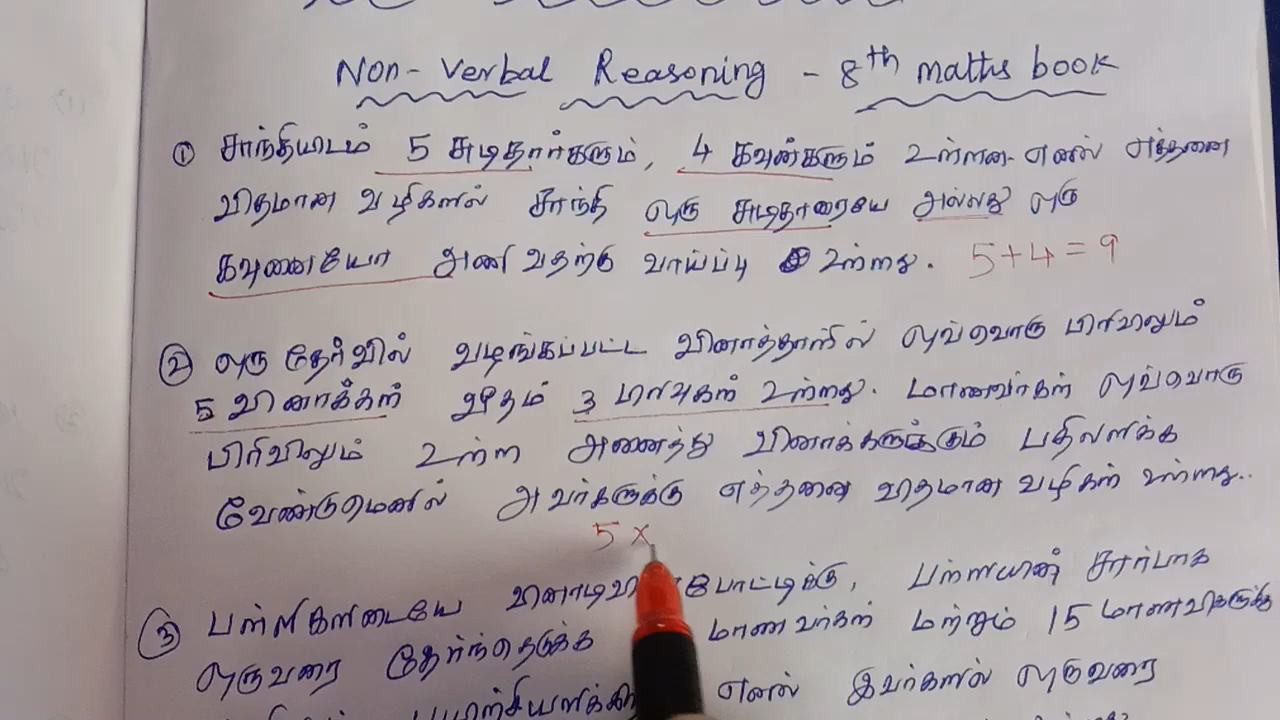 Non-Verbal Reasoning - 8th maths book
① சாந்தியிடம் 5 சுடிதார்களும், 4 கவுன்களும் உள்ளன. எனில் எத்தனை
விதமான வழிகளில் சாந்தி ஒரு சுடிதாரையே அல்லது ஒரு
கவுனையோ அணிவதற்கு வாய்ப்பு உள்ளது. 5+4=9
② ஒரு தேர்வில் வழங்கப்பட்ட வினாத்தாளில் ஒவ்வொரு பிரிவிலும்
5 வினாக்கள் வீதம் 3 பிரிவுகள் உள்ளது. மாணவர்கள் ஒவ்வொரு
பிரிவிலும் உள்ள அணைத்து வினாக்களுக்கும் பதிலளிக்க
வேண்டுமெனில் அவர்களுக்கு எத்தனை விதமான வழிகள் உள்ளது..
5 ×
③ பள்ளிகளிடையே வினாடி போட்டிக்கு, பள்ளியின் சார்பாக
ஒருவரை தேர்ந்தெடுக்க மாணவர்கள் மற்றும் 15 மாணவிகளுக்கு
எனில் இவர்களில் ஒருவரை